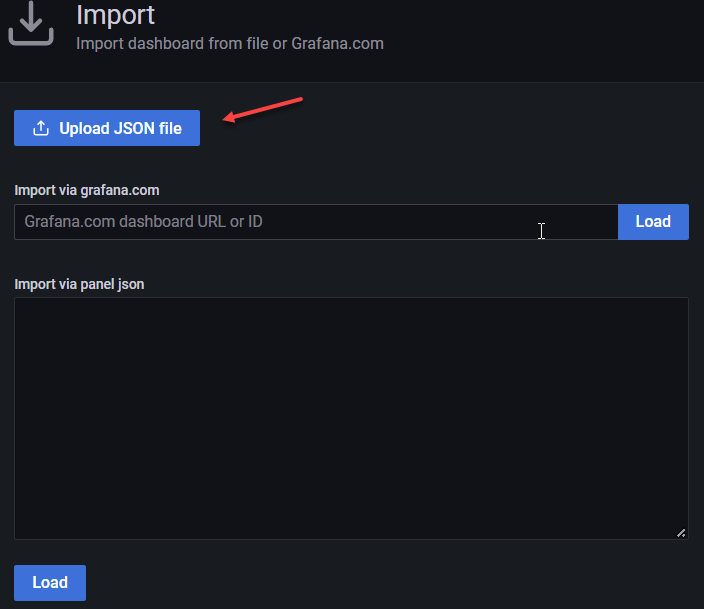 Import
Import dashboard from file or Grafana.com
Upload JSON file
Import via grafana.com
Grafana.com dashboard URL or ID
Load
Import via panel json
Load